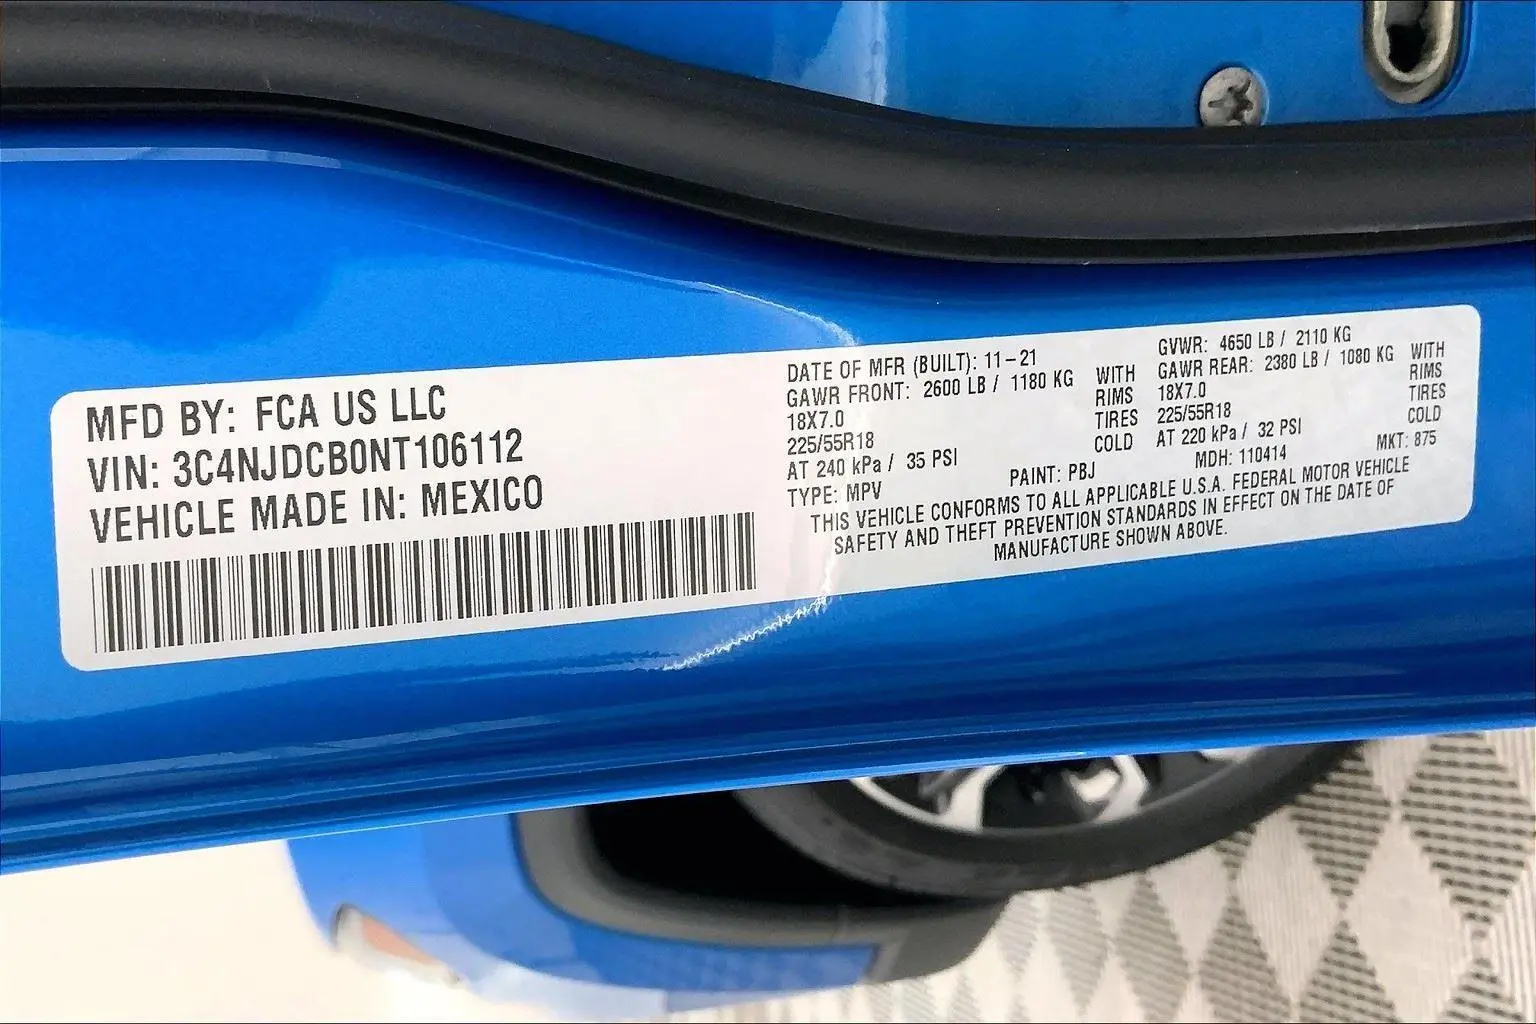 MFD BY: FCA US LLC
VIN: 3C4NJDCB0NT106112
VEHICLE MADE IN: MEXICO
DATE OF MFR (BUILT): 11-21
GAWR FRONT: 2600 LB / 1180 KG WITH
18X7.0 RIMS
225/55R18 TIRES
AT 240 kPa / 35 PSI COLD
GVWR: 4650 LB / 2110 KG
GAWR REAR: 2380 LB / 1080 KG WITH
18X7.0 RIMS
225/55R18 TIRES
AT 220 kPa / 32 PSI COLD
TYPE: MPV PAINT: PBJ MDH: 110414 MKT: 875
THIS VEHICLE CONFORMS TO ALL APPLICABLE U.S.A. FEDERAL MOTOR VEHICLE
SAFETY AND THEFT PREVENTION STANDARDS IN EFFECT ON THE DATE OF
MANUFACTURE SHOWN ABOVE.